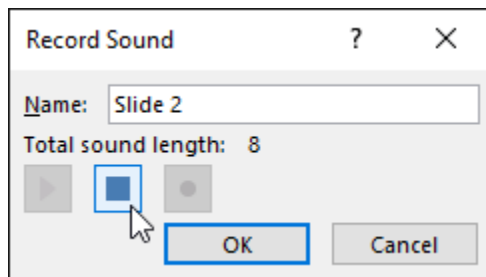 Record Sound ? ×
Name: Slide 2
Total sound length: 8
OK Cancel